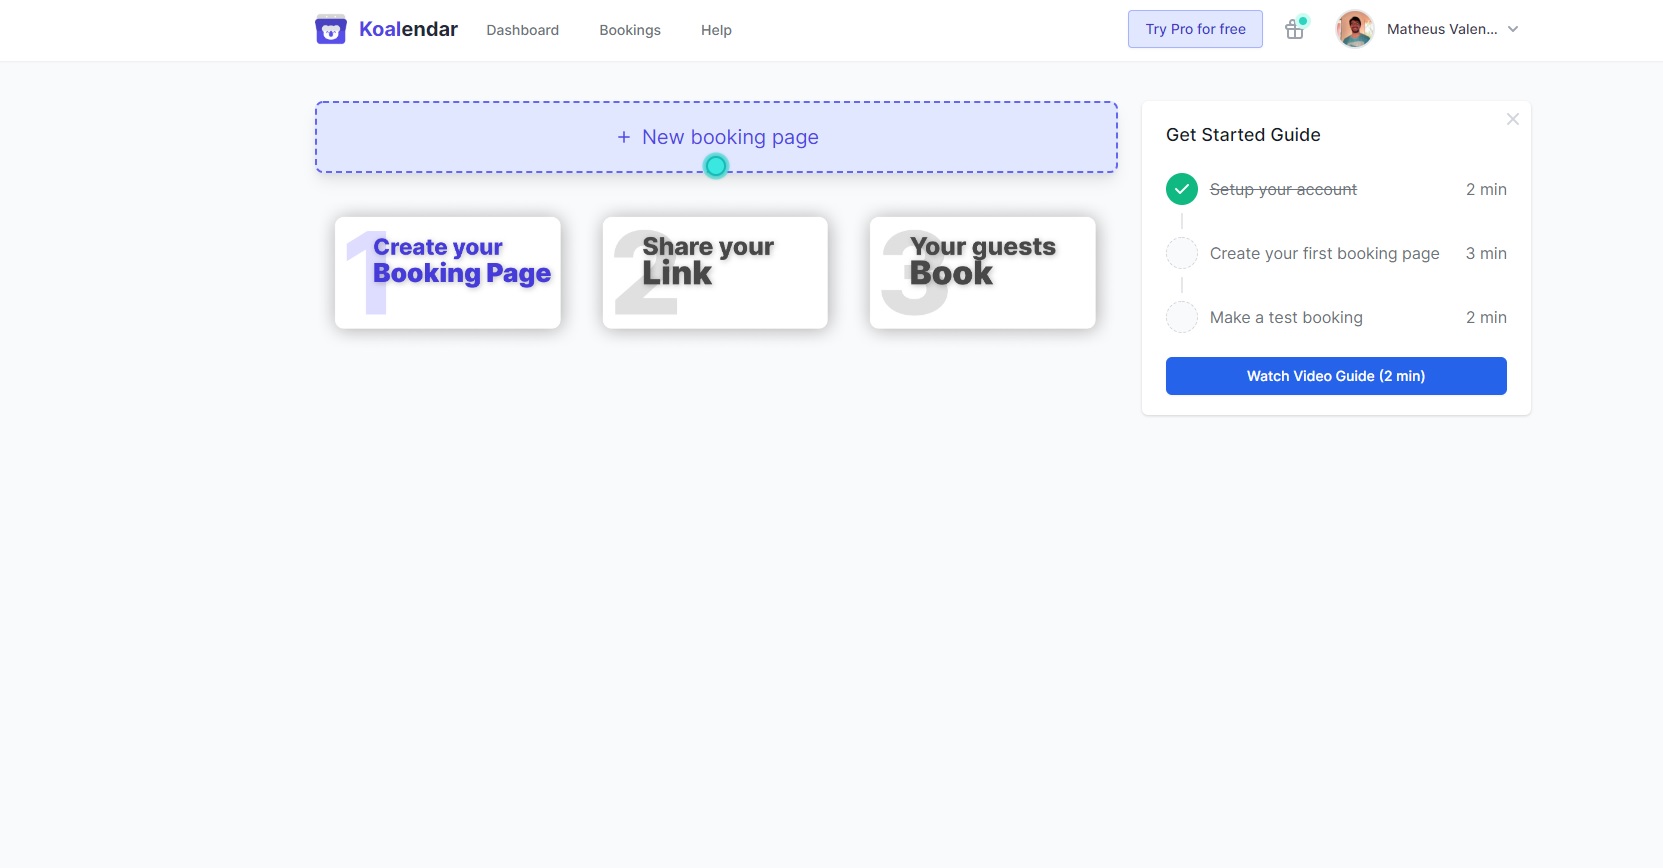 Koalendar
Dashboard
Bookings
Help
Try Pro for free
Matheus Valen...
+ New booking page
1
Create your
Booking Page
2
Share your
Link
3
Your guests
Book
Get Started Guide
Setup your account 2 min
Create your first booking page 3 min
Make a test booking 2 min
Watch Video Guide (2 min)